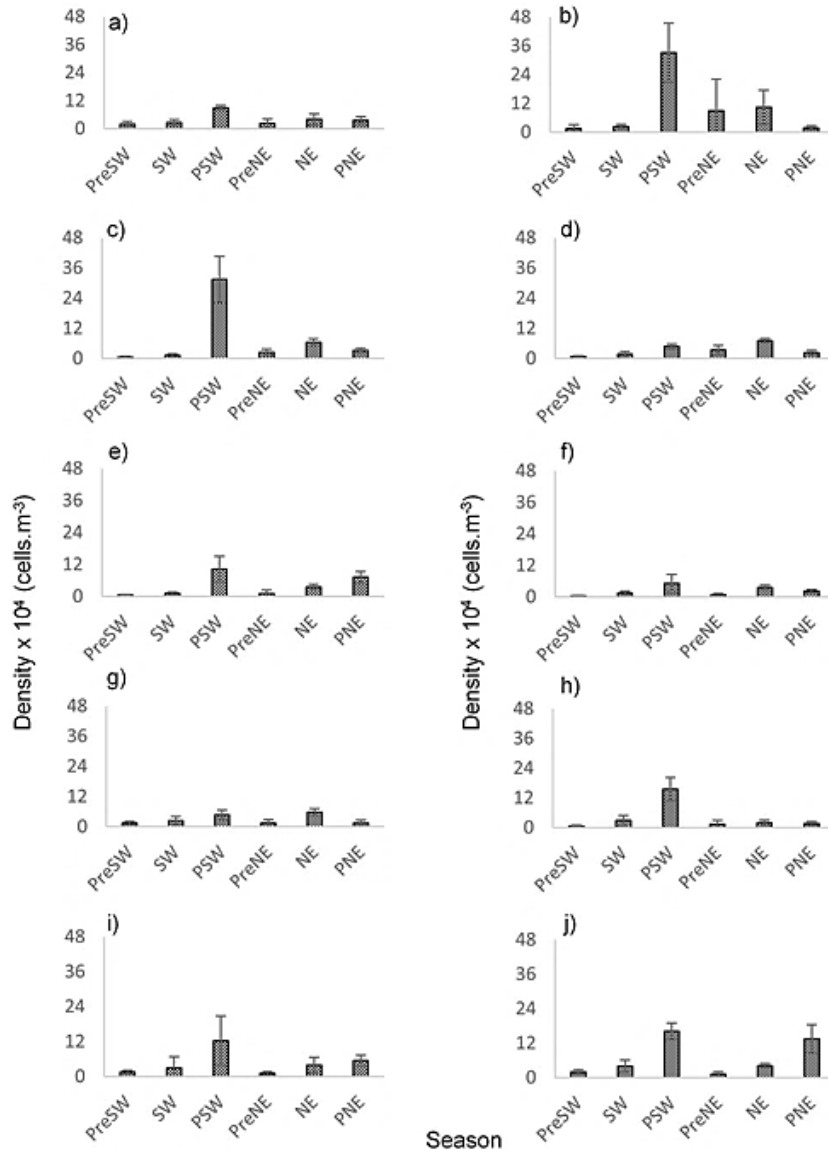 a)
48
36
24
12
0
PreSW SW PSW PreNE NE PNE
b)
48
36
24
12
0
PreSW SW PSW PreNE NE PNE
c)
48
36
24
12
0
PreSW SW PSW PreNE NE PNE
d)
48
36
24
12
0
PreSW SW PSW PreNE NE PNE
e)
48
36
24
12
0
PreSW SW PSW PreNE NE PNE
f)
48
36
24
12
0
PreSW SW PSW PreNE NE PNE
g)
48
36
24
12
0
PreSW SW PSW PreNE NE PNE
h)
48
36
24
12
0
PreSW SW PSW PreNE NE PNE
i)
48
36
24
12
0
PreSW SW PSW PreNE NE PNE
j)
48
36
24
12
0
PreSW SW PSW PreNE NE PNE
Density x 10⁴ (cells.m⁻³)
Density x 10⁴ (cells.m⁻³)
Season